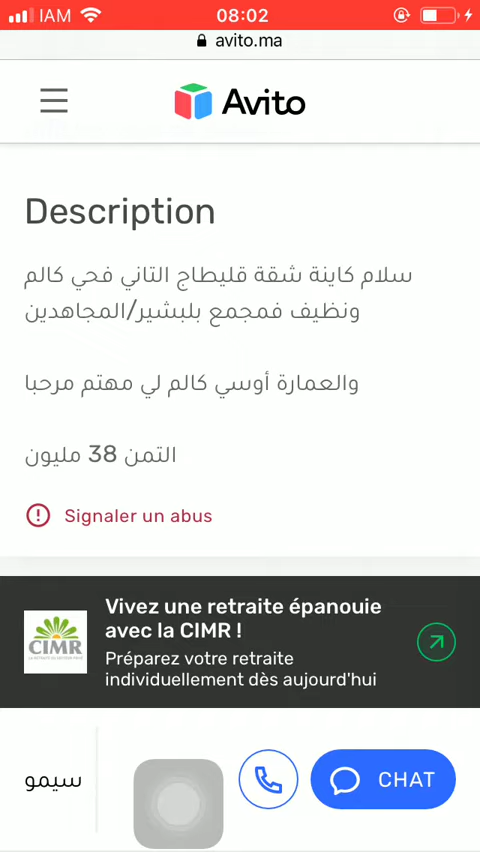 IAM 08:02
avito.ma
Avito
Description
سلام كاينة شقة قليطاج التاني فحي كالم
ونظيف فمجمع بلبشير/المجاهدين
والعمارة أوسي كالم لي مهتم مرحبا
التمن 38 مليون
Signaler un abus
Vivez une retraite épanouie
avec la CIMR !
CIMR
Préparez votre retraite
individuellement dès aujourd'hui
سيمو
CHAT